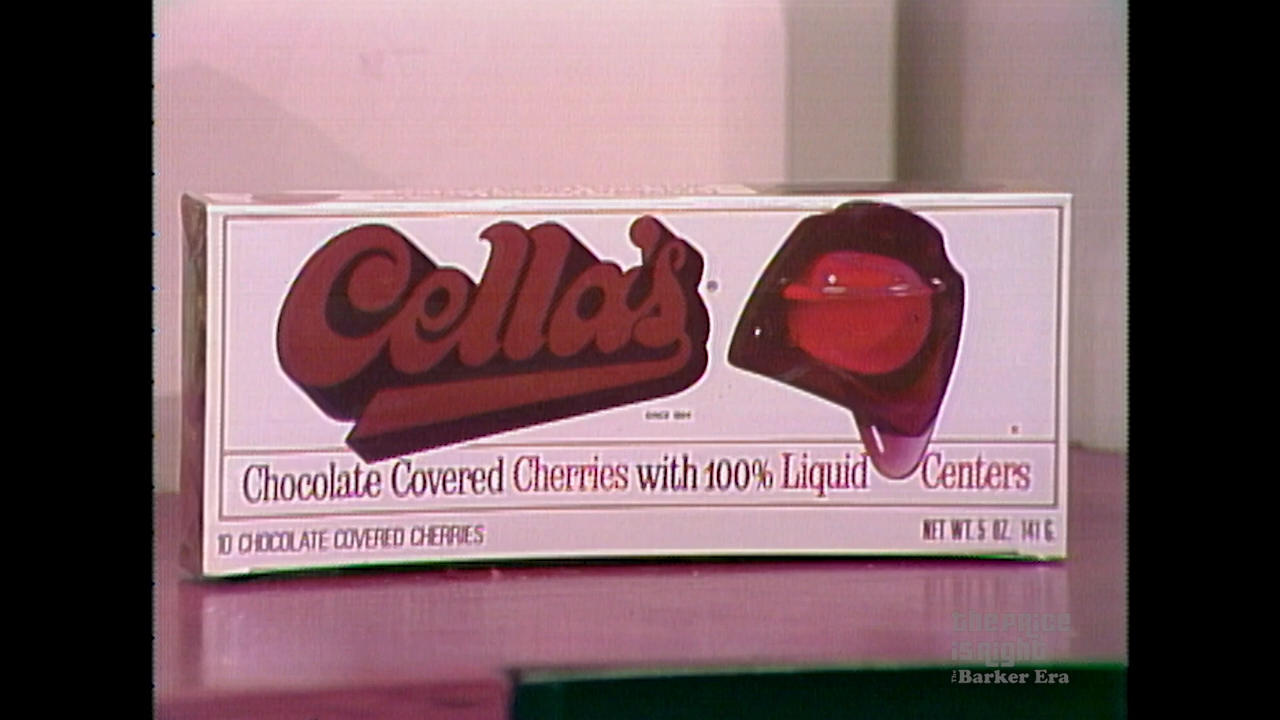 Cella's
®
SINCE 1864
Chocolate Covered Cherries with 100% Liquid Centers
10 CHOCOLATE COVERED CHERRIES
NET WT. 5 OZ. 141 G.
the price
is right
The Barker Era